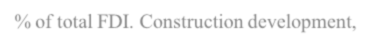 % of total FDI. Construction development,